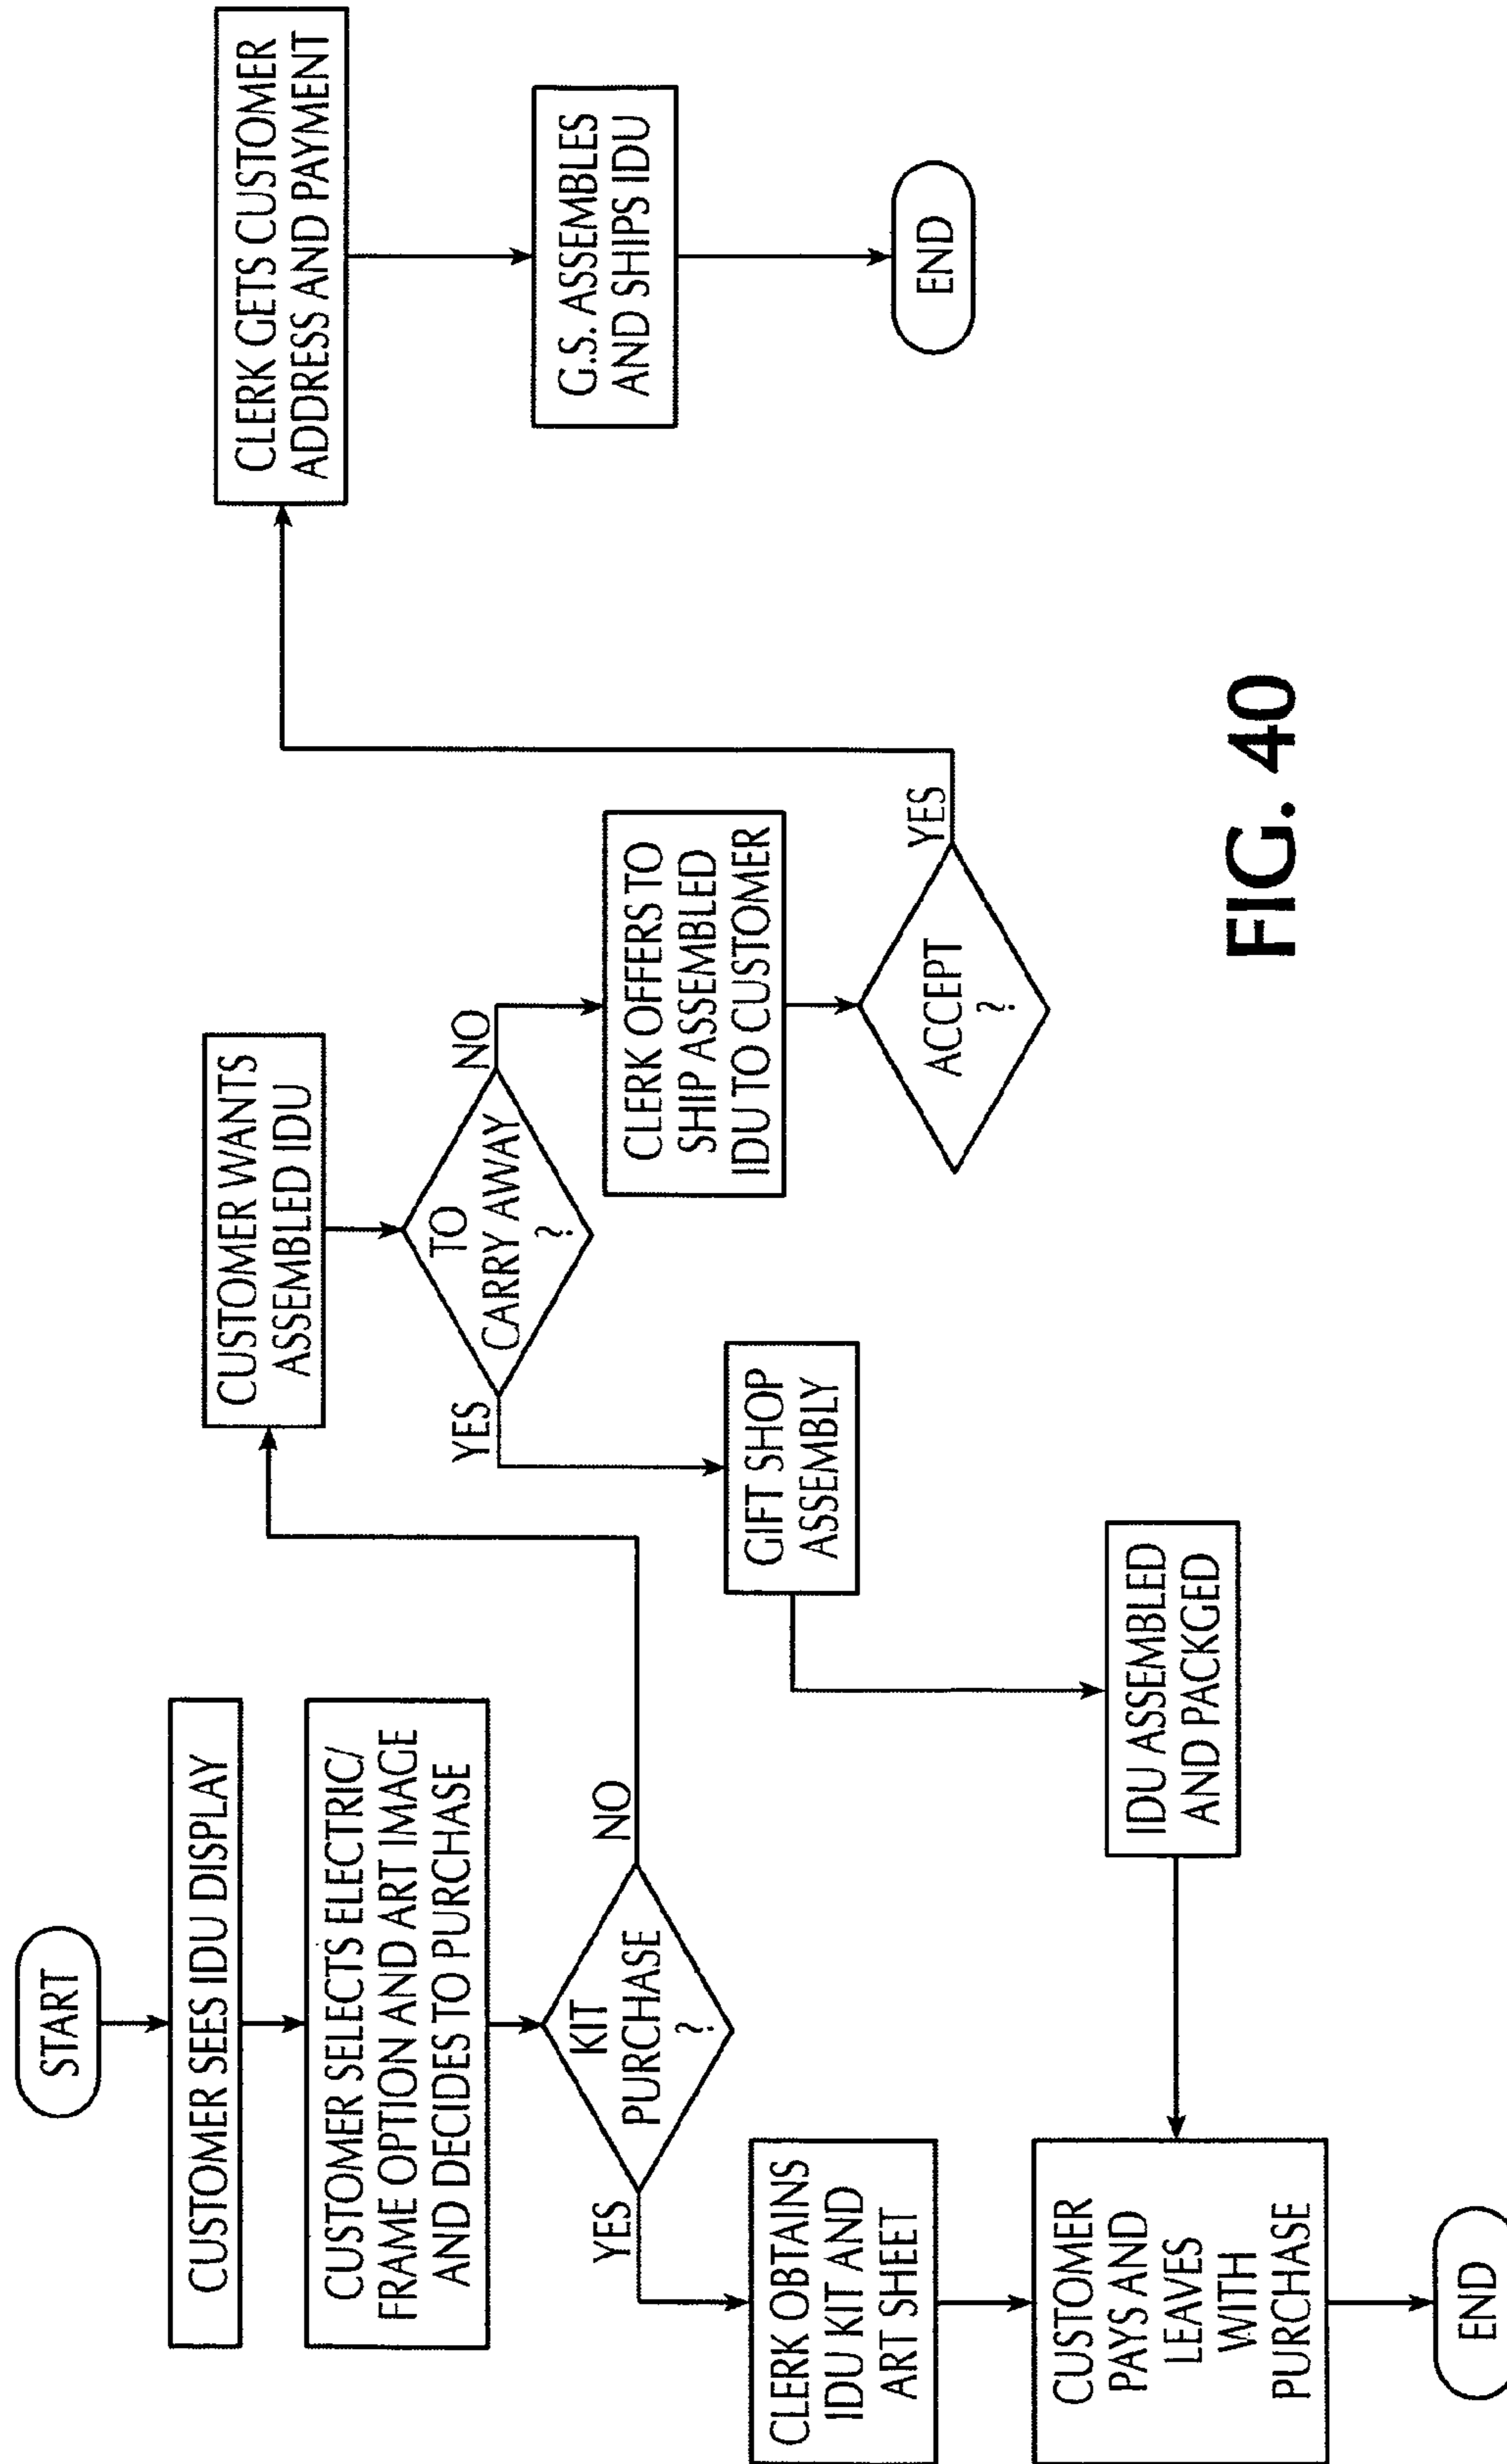 START
CUSTOMER SEES IDU DISPLAY
CUSTOMER SELECTS ELECTRIC/
FRAME OPTION AND ART IMAGE
AND DECIDES TO PURCHASE
KIT
PURCHASE
?
YES
NO
CLERK OBTAINS
IDU KIT AND
ART SHEET
CUSTOMER
PAYS AND
LEAVES
WITH
PURCHASE
END
CUSTOMER WANTS
ASSEMBLED IDU
TO
CARRY AWAY
?
YES
NO
GIFT SHOP
ASSEMBLY
IDU ASSEMBLED
AND PACKGED
CLERK OFFERS TO
SHIP ASSEMBLED
IDU TO CUSTOMER
ACCEPT
?
YES
CLERK GETS CUSTOMER
ADDRESS AND PAYMENT
G.S. ASSEMBLES
AND SHIPS IDU
END
FIG. 40